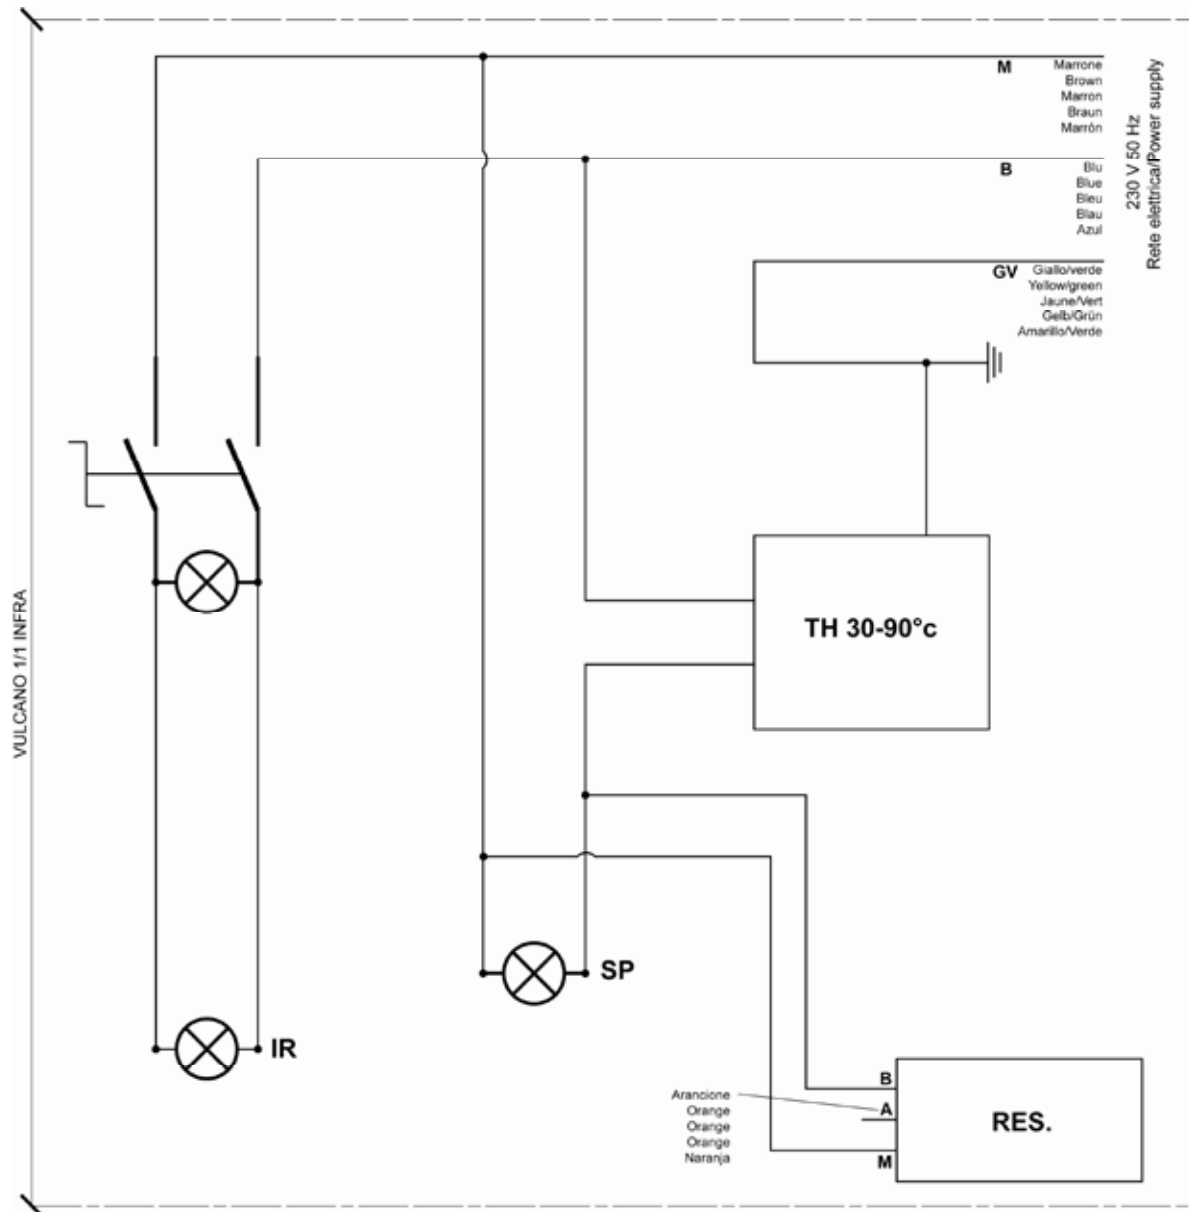 M
Marrone
Brown
Marron
Braun
Marrón
B
Blu
Blue
Bleu
Blau
Azul
GV
Giallo/verde
Yellow/green
Jaune/Vert
Gelb/Grün
Amarillo/Verde
230 V 50 Hz
Rete elettrica/Power supply
VULCANO 1/1 INFRA
TH 30-90°c
SP
IR
Arancione
Orange
Orange
Orange
Naranja
B
A
M
RES.